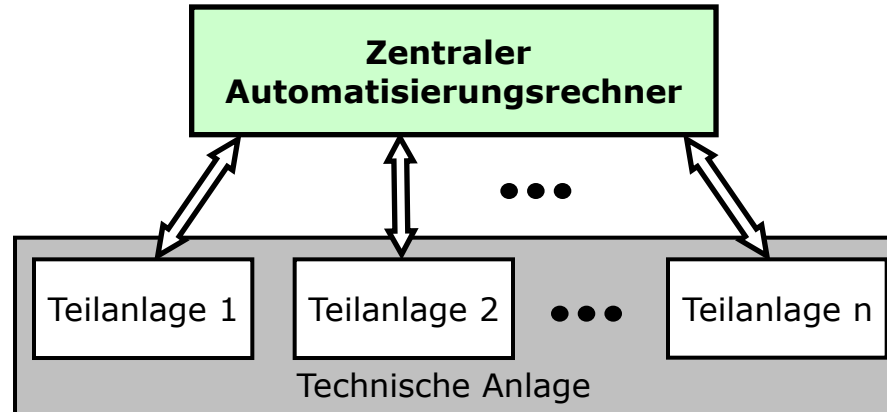 Zentraler
Automatisierungsrechner
Teilanlage 1
Teilanlage 2
Teilanlage n
Technische Anlage